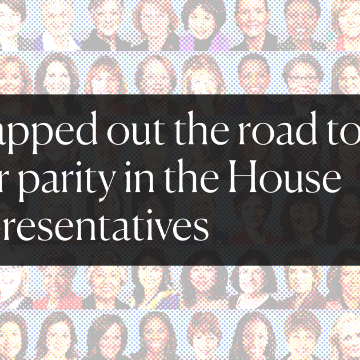 apped out the road to
r parity in the House
resentatives